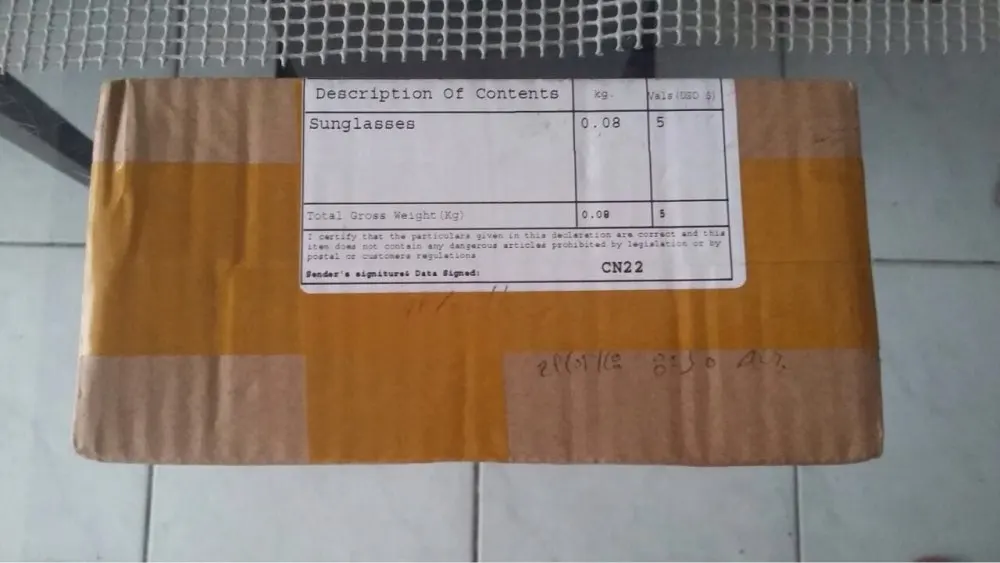 Description Of Contents kg. Vals(USD $)
Sunglasses 0.08 5
Total Gross Weight(Kg) 0.08 5
I certify that the particulars given in this declaration are correct and this
item does not contain any dangerous articles prohibited by legislation or by
postal or customers regulations
Sender's signiture& Data Signed: CN22